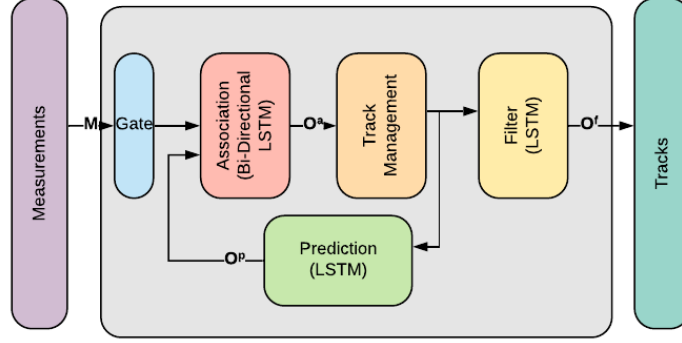 Measurements
M
Gate
Association
(Bi-Directional
LSTM)
Oᵃ
Track
Management
Filter
(LSTM)
Oᶠ
Tracks
Prediction
(LSTM)
Oᵖ